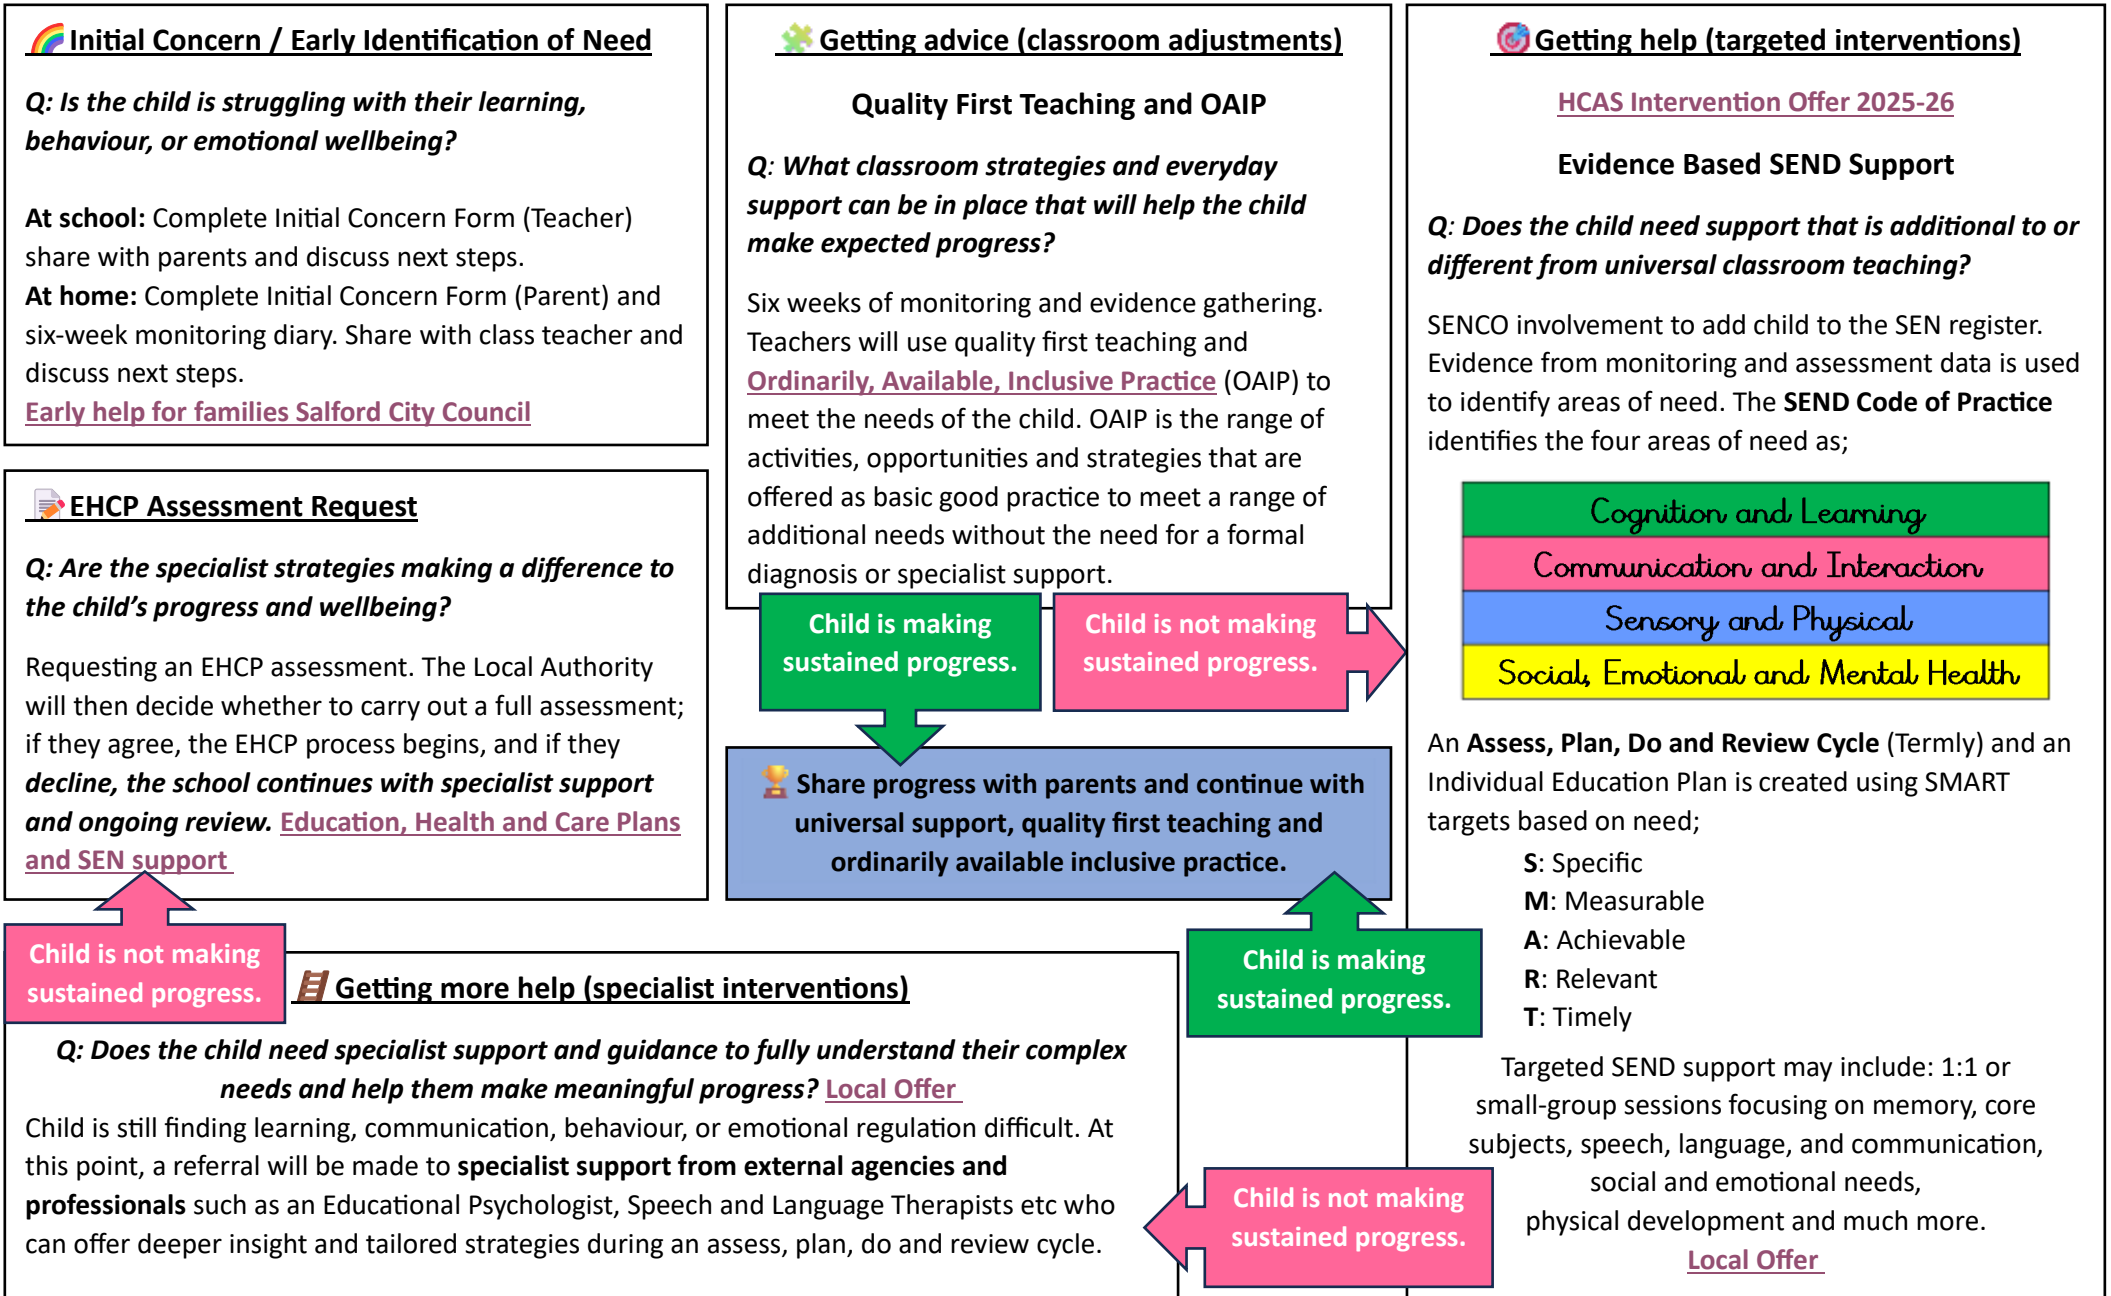 Initial Concern / Early Identification of Need
Q: Is the child is struggling with their learning,
behaviour, or emotional wellbeing?
At school: Complete Initial Concern Form (Teacher)
share with parents and discuss next steps.
At home: Complete Initial Concern Form (Parent) and
six-week monitoring diary. Share with class teacher and
discuss next steps.
Early help for families Salford City Council
Getting advice (classroom adjustments)
Quality First Teaching and OAIP
Q: What classroom strategies and everyday
support can be in place that will help the child
make expected progress?
Six weeks of monitoring and evidence gathering.
Teachers will use quality first teaching and
Ordinarily, Available, Inclusive Practice (OAIP) to
meet the needs of the child. OAIP is the range of
activities, opportunities and strategies that are
offered as basic good practice to meet a range of
additional needs without the need for a formal
diagnosis or specialist support.
Child is making
sustained progress.
Child is not making
sustained progress.
Share progress with parents and continue with
universal support, quality first teaching and
ordinarily available inclusive practice.
Getting help (targeted interventions)
HCAS Intervention Offer 2025-26
Evidence Based SEND Support
Q: Does the child need support that is additional to or
different from universal classroom teaching?
SENCO involvement to add child to the SEN register.
Evidence from monitoring and assessment data is used
to identify areas of need. The SEND Code of Practice
identifies the four areas of need as;
Cognition and Learning
Communication and Interaction
Sensory and Physical
Social, Emotional and Mental Health
An Assess, Plan, Do and Review Cycle (Termly) and an
Individual Education Plan is created using SMART
targets based on need;
S: Specific
M: Measurable
A: Achievable
R: Relevant
T: Timely
Targeted SEND support may include: 1:1 or
small-group sessions focusing on memory, core
subjects, speech, language, and communication,
social and emotional needs,
physical development and much more.
Local Offer
Child is making
sustained progress.
Child is not making
sustained progress.
Getting more help (specialist interventions)
Q: Does the child need specialist support and guidance to fully understand their complex
needs and help them make meaningful progress? Local Offer
Child is still finding learning, communication, behaviour, or emotional regulation difficult. At
this point, a referral will be made to specialist support from external agencies and
professionals such as an Educational Psychologist, Speech and Language Therapists etc who
can offer deeper insight and tailored strategies during an assess, plan, do and review cycle.
Child is not making
sustained progress.
EHCP Assessment Request
Q: Are the specialist strategies making a difference to
the child's progress and wellbeing?
Requesting an EHCP assessment. The Local Authority
will then decide whether to carry out a full assessment;
if they agree, the EHCP process begins, and if they
decline, the school continues with specialist support
and ongoing review. Education, Health and Care Plans
and SEN support